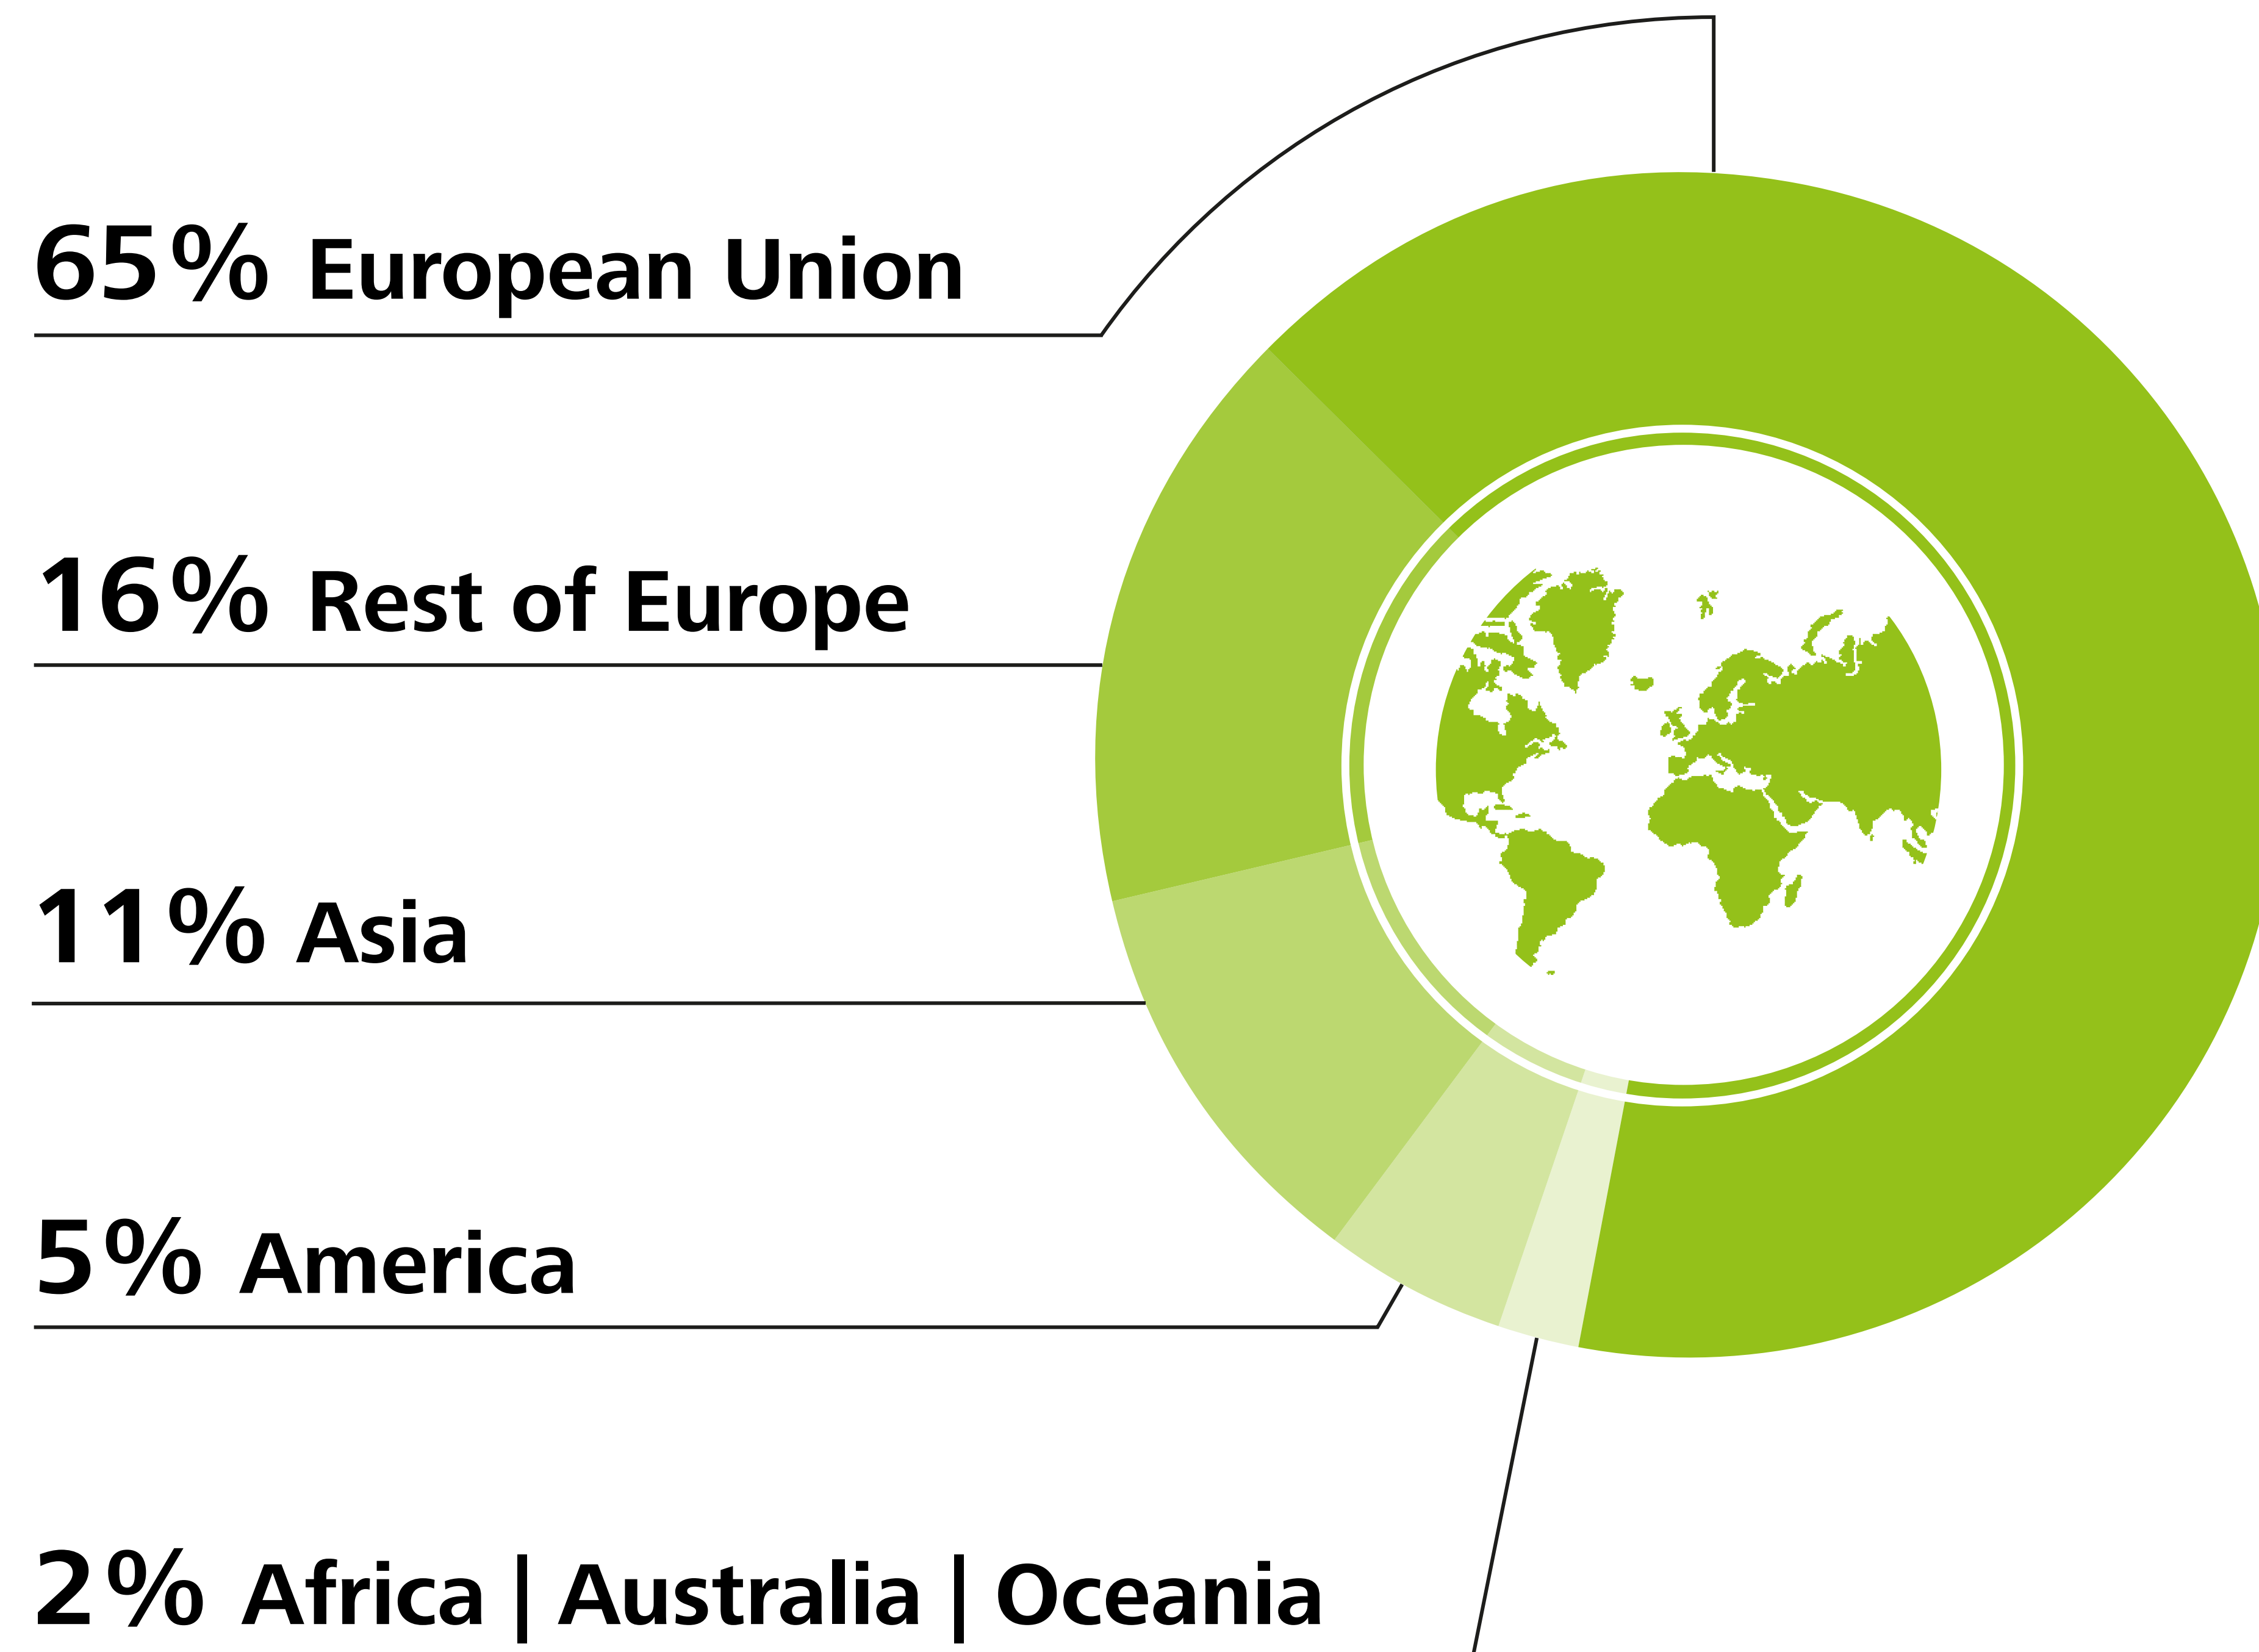 65% European Union
16% Rest of Europe
11% Asia
5% America
2% Africa | Australia | Oceania